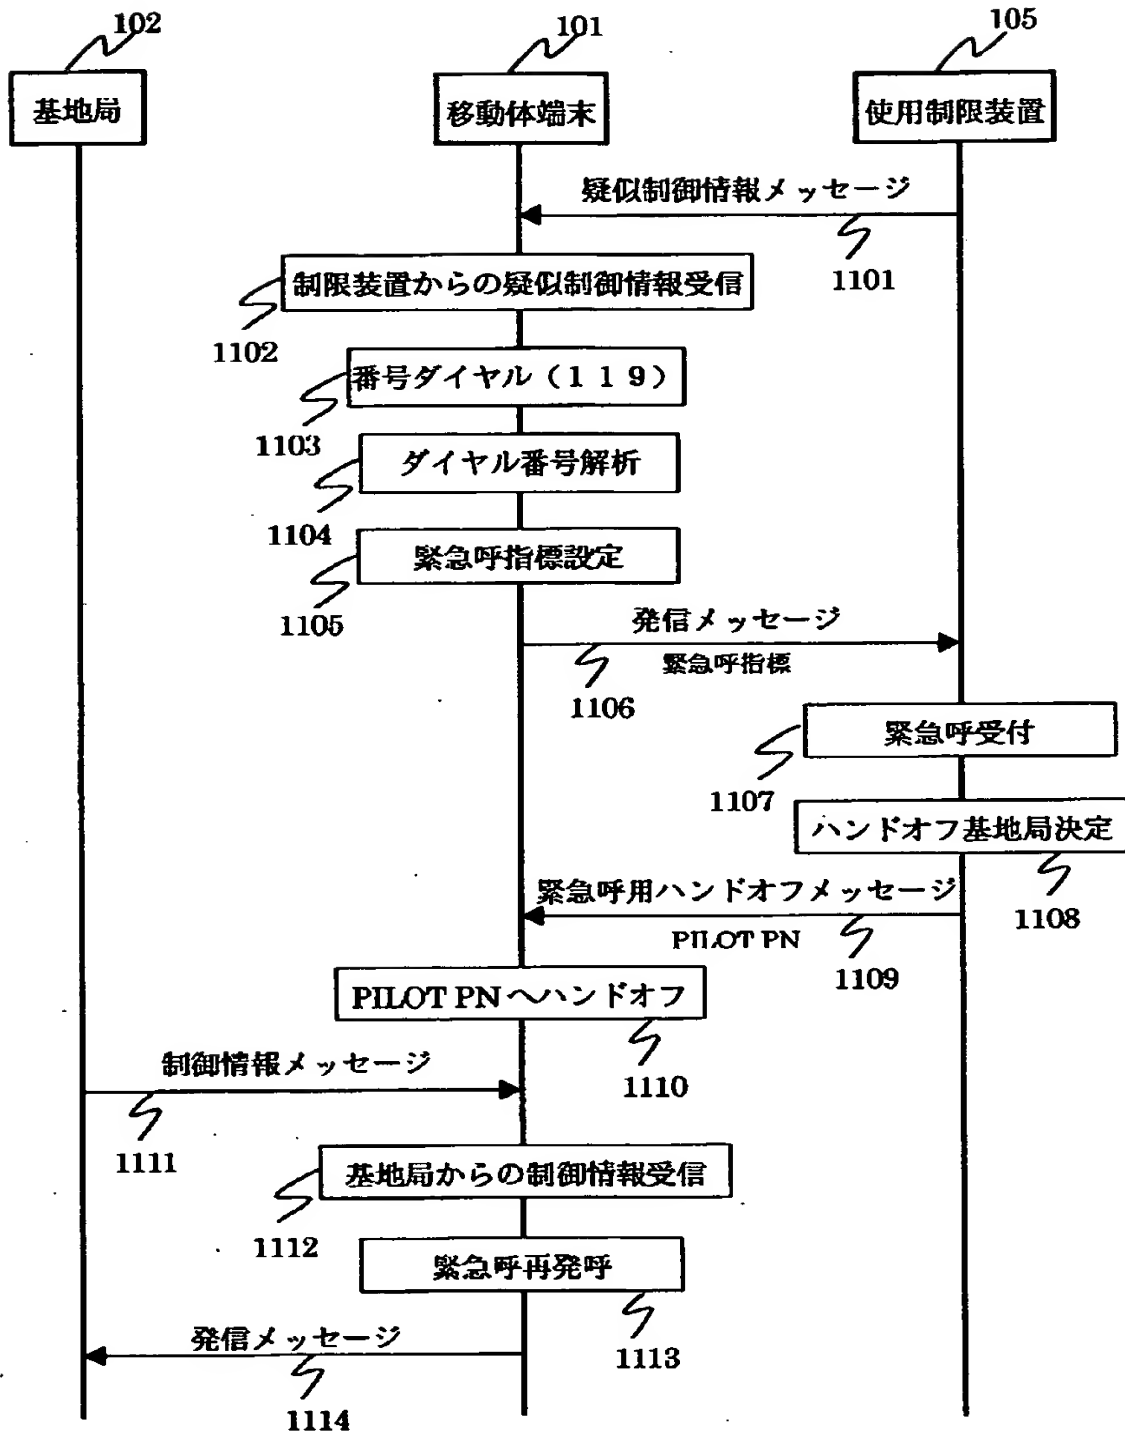 102
101
105
基地局
移動体端末
使用制限装置
疑似制御情報メッセージ
1101
制限装置からの疑似制御情報受信
1102
番号ダイヤル(119)
1103
ダイヤル番号解析
1104
緊急呼指標設定
1105
発信メッセージ
緊急呼指標
1106
緊急呼受付
1107
ハンドオフ基地局決定
1108
緊急呼用ハンドオフメッセージ
PILOT PN
1109
PILOT PNへハンドオフ
1110
制御情報メッセージ
1111
基地局からの制御情報受信
1112
緊急呼再発呼
1113
発信メッセージ
1114